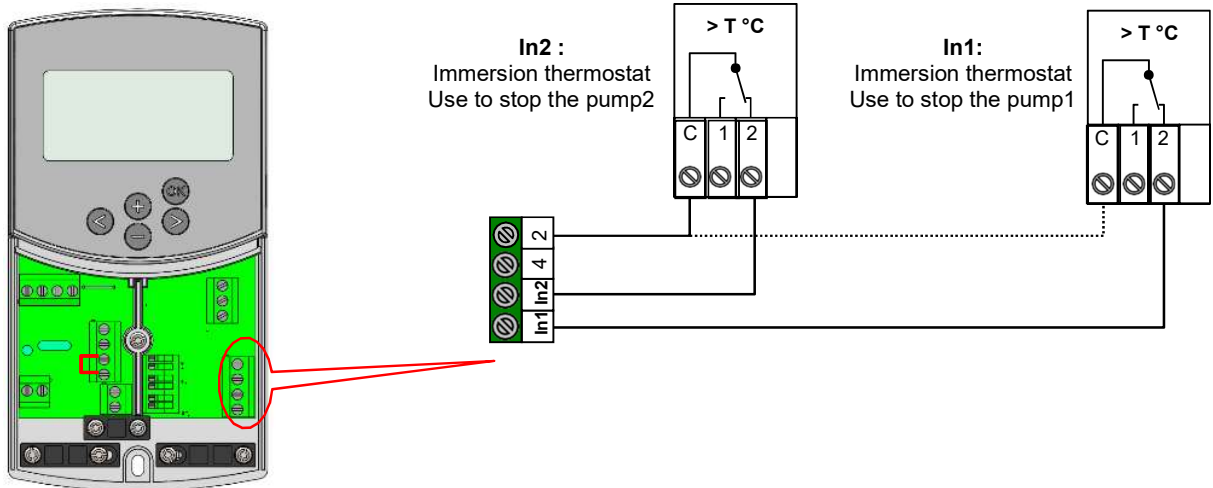 In2 :
Immersion thermostat
Use to stop the pump2
> T °C
C 1 2
In1:
Immersion thermostat
Use to stop the pump1
> T °C
C 1 2
2
4
In2
In1
OK
< + >
−